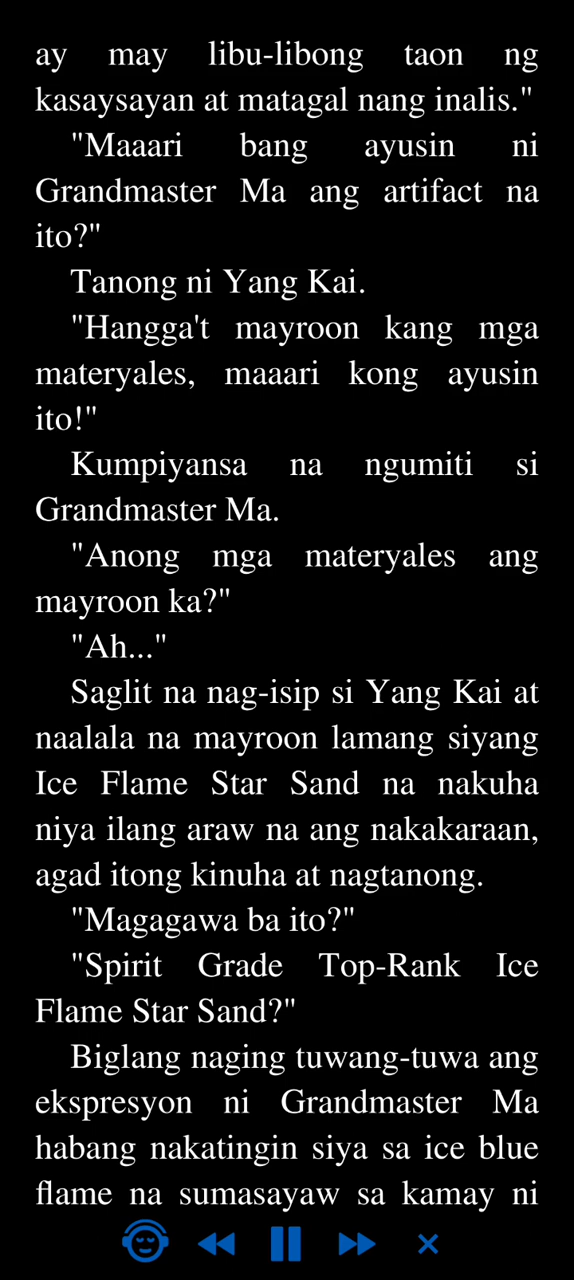 ay may libu-libong taon ng
kasaysayan at matagal nang inalis."
"Maaari bang ayusin ni
Grandmaster Ma ang artifact na
ito?"
Tanong ni Yang Kai.
"Hangga't mayroon kang mga
materyales, maaari kong ayusin
ito!"
Kumpiyansa na ngumiti si
Grandmaster Ma.
"Anong mga materyales ang
mayroon ka?"
"Ah..."
Saglit na nag-isip si Yang Kai at
naalala na mayroon lamang siyang
Ice Flame Star Sand na nakuha
niya ilang araw na ang nakakaraan,
agad itong kinuha at nagtanong.
"Magagawa ba ito?"
"Spirit Grade Top-Rank Ice
Flame Star Sand?"
Biglang naging tuwang-tuwa ang
ekspresyon ni Grandmaster Ma
habang nakatingin siya sa ice blue
flame na sumasayaw sa kamay ni